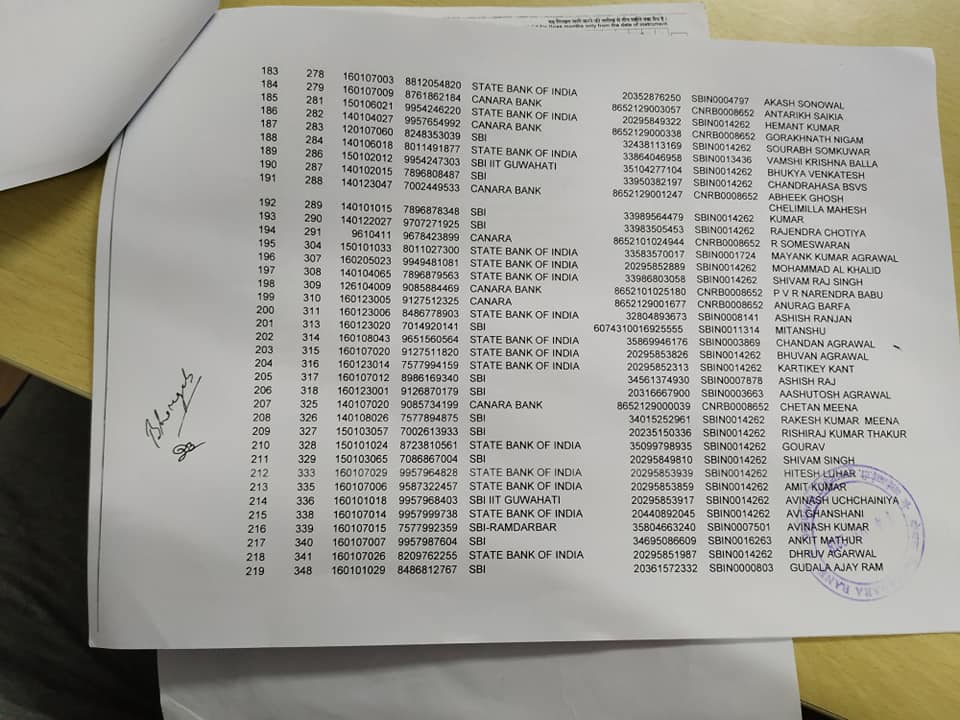 यह लिखत जारी करने की तारीख से तीन महीने तक वैध है।
for three months only from the date of instrument
183 278 160107003 8812054820 STATE BANK OF INDIA 20352876250 SBIN0004797 AKASH SONOWAL
184 279 160107009 8761862184 CANARA BANK 8652129003057 CNRB0008652 ANTARIKH SAIKIA
185 281 150106021 9954246220 STATE BANK OF INDIA 20295849322 SBIN0014262 HEMANT KUMAR
186 282 140104027 9957654992 CANARA BANK 8652129000338 CNRB0008652 GORAKHNATH NIGAM
187 283 120107060 8248353039 SBI 32438113169 SBIN0014262 SOURABH SOMKUWAR
188 284 140106018 8011491877 STATE BANK OF INDIA 33864046958 SBIN0013436 VAMSHI KRISHNA BALLA
189 286 150102012 9954247303 SBI IIT GUWAHATI 35104277104 SBIN0014262 BHUKYA VENKATESH
190 287 140102015 7896808487 SBI 33950382197 SBIN0014262 CHANDRAHASA BSVS
191 288 140123047 7002449533 CANARA BANK 8652129001247 CNRB0008652 ABHEEK GHOSH
CHELIMILLA MAHESH
192 289 140101015 7896878348 SBI 33989564479 SBIN0014262 KUMAR
193 290 140122027 9707271925 SBI 33983505453 SBIN0014262 RAJENDRA CHOTIYA
194 291 9610411 9678423899 CANARA 8652101024944 CNRB0008652 R SOMESWARAN
195 304 150101033 8011027300 STATE BANK OF INDIA 33583570017 SBIN0001724 MAYANK KUMAR AGRAWAL
196 307 160205023 9949481081 STATE BANK OF INDIA 20295852889 SBIN0014262 MOHAMMAD AL KHALID
197 308 140104065 7896879563 STATE BANK OF INDIA 33986803058 SBIN0014262 SHIVAM RAJ SINGH
198 309 126104009 9085884469 CANARA BANK 8652101025180 CNRB0008652 P V R NARENDRA BABU
199 310 160123005 9127512325 CANARA 8652129001677 CNRB0008652 ANURAG BARFA
200 311 160123006 8486778903 STATE BANK OF INDIA 32804893673 SBIN0008141 ASHISH RANJAN
201 313 160123020 7014920141 SBI 6074310016925555 SBIN0011314 MITANSHU
202 314 160108043 9651560564 STATE BANK OF INDIA 35869946176 SBIN0003869 CHANDAN AGRAWAL
203 315 160107020 9127511820 STATE BANK OF INDIA 20295853826 SBIN0014262 BHUVAN AGRAWAL
204 316 160123014 7577994159 STATE BANK OF INDIA 20295852313 SBIN0014262 KARTIKEY KANT
205 317 160107012 8986169340 SBI 34561374930 SBIN0007878 ASHISH RAJ
206 318 160123001 9126870179 SBI 20316667900 SBIN0003663 AASHUTOSH AGRAWAL
207 325 140107020 9085734199 CANARA BANK 8652129000039 CNRB0008652 CHETAN MEENA
208 326 140108026 7577894875 SBI 34015252961 SBIN0014262 RAKESH KUMAR MEENA
209 327 150103057 7002613933 SBI 20235150336 SBIN0014262 RISHIRAJ KUMAR THAKUR
210 328 150101024 8723810561 STATE BANK OF INDIA 35099798935 SBIN0014262 GOURAV
211 329 150103065 7086867004 SBI 20295849810 SBIN0014262 SHIVAM SINGH
212 333 160107029 9957964828 STATE BANK OF INDIA 20295853939 SBIN0014262 HITESH LUHAR
213 335 160107006 9587322457 STATE BANK OF INDIA 20295853859 SBIN0014262 AMIT KUMAR
214 336 160101018 9957968403 SBI IIT GUWAHATI 20295853917 SBIN0014262 AVINASH UCHCHAINIYA
215 338 160107014 9957999738 STATE BANK OF INDIA 20440892045 SBIN0014262 AVI GHANSHANI
216 339 160107015 7577992359 SBI-RAMDARBAR 35804663240 SBIN0007501 AVINASH KUMAR
217 340 160107007 9957987604 SBI 34695086609 SBIN0016263 ANKIT MATHUR
218 341 160107026 8209762255 STATE BANK OF INDIA 20295851987 SBIN0014262 DHRUV AGARWAL
219 348 160101029 8486812767 SBI 20361572332 SBIN0000803 GUDALA AJAY RAM